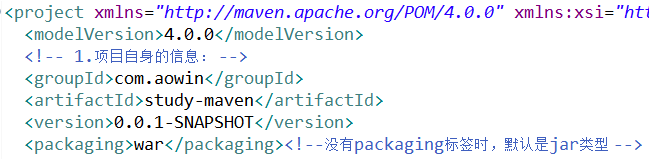 <project xmlns="http://maven.apache.org/POM/4.0.0" xmlns:xsi="htt
<modelVersion>4.0.0</modelVersion>
<!-- 1.项目自身的信息: -->
<groupId>com.aowin</groupId>
<artifactId>study-maven</artifactId>
<version>0.0.1-SNAPSHOT</version>
<packaging>war</packaging><!--没有packaging标签时，默认是jar类型 -->